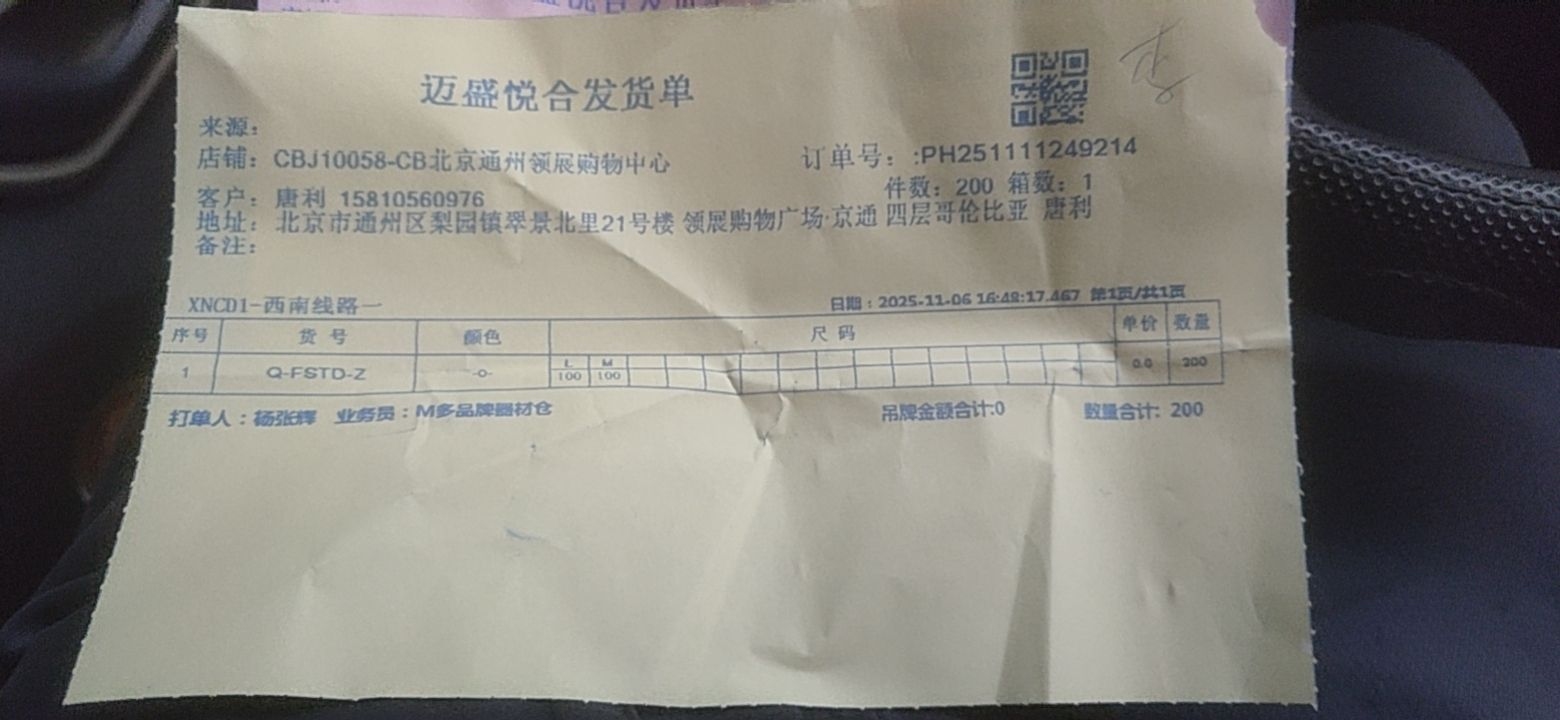 迈盛悦合发货单
来源：
店铺：CBJ10058-CB北京通州领展购物中心 订单号：:PH251111249214
客户：唐利 15810560976 件数：200 箱数：1
地址：北京市通州区梨园镇翠景北里21号楼 领展购物广场·京通 四层哥伦比亚 唐利
备注：
XNCD1-西南线路一 日期：2025-11-06 16:48:17.467 第1页/共1页
序号 货号 颜色 尺码 单价 数量
L M
1 Q-FSTD-Z -0- 100 100 0.0 200
打单人：杨张辉 业务员：M多品牌器材仓 吊牌金额合计:0 数量合计: 200